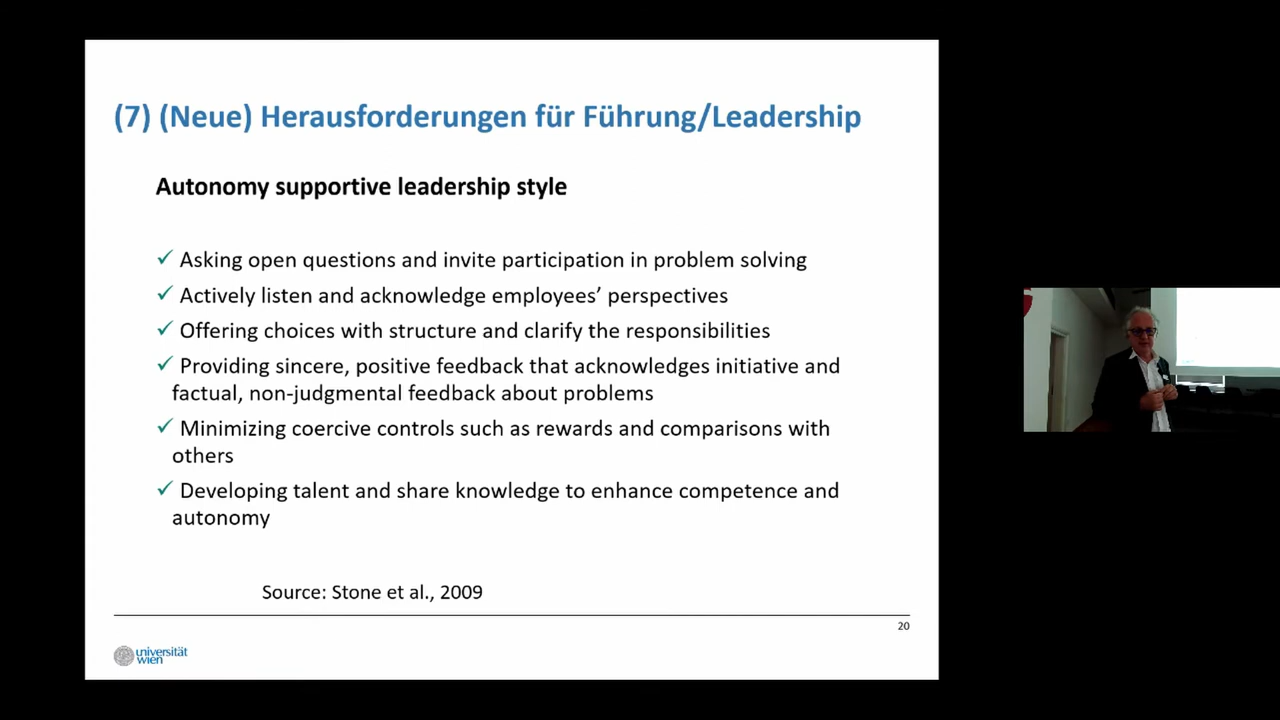 (7) (Neue) Herausforderungen für Führung/Leadership
Autonomy supportive leadership style
✓ Asking open questions and invite participation in problem solving
✓ Actively listen and acknowledge employees’ perspectives
✓ Offering choices with structure and clarify the responsibilities
✓ Providing sincere, positive feedback that acknowledges initiative and
factual, non-judgmental feedback about problems
✓ Minimizing coercive controls such as rewards and comparisons with
others
✓ Developing talent and share knowledge to enhance competence and
autonomy
Source: Stone et al., 2009
20
universität
wien